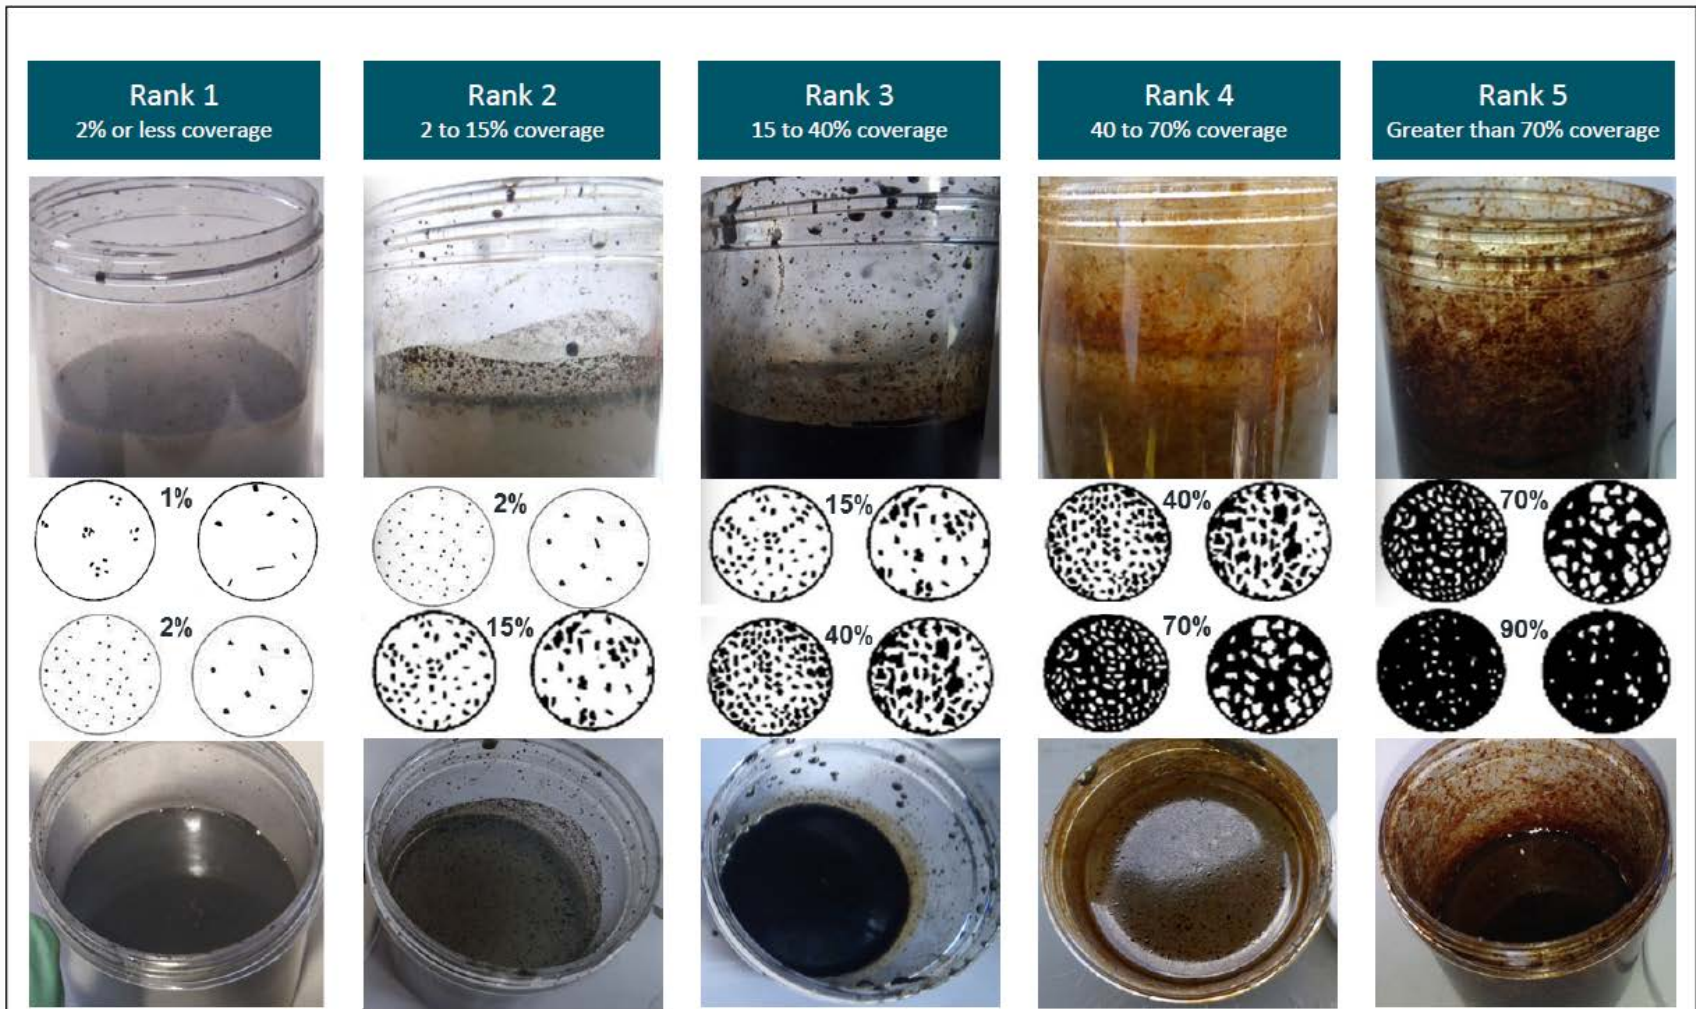 Rank 1
2% or less coverage
Rank 2
2 to 15% coverage
Rank 3
15 to 40% coverage
Rank 4
40 to 70% coverage
Rank 5
Greater than 70% coverage
1%
2%
15%
40%
70%
2%
15%
40%
70%
90%